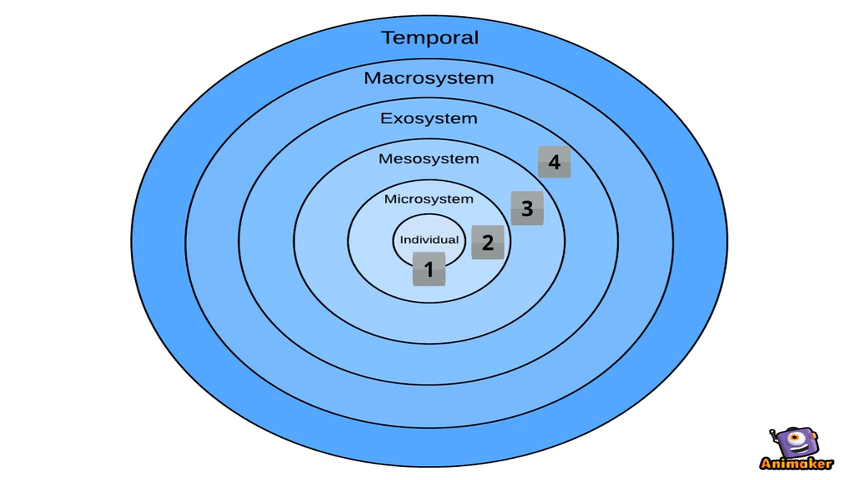 Temporal
Macrosystem
Exosystem
Mesosystem
4
Microsystem
3
Individual
2
1
Animaker